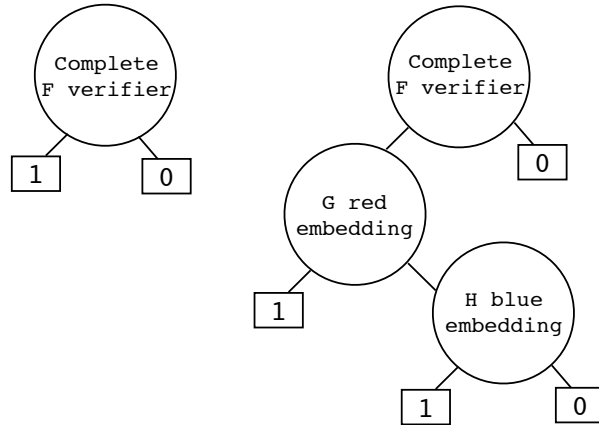 Complete
F verifier
1
0
Complete
F verifier
0
G red
embedding
1
H blue
embedding
1
0